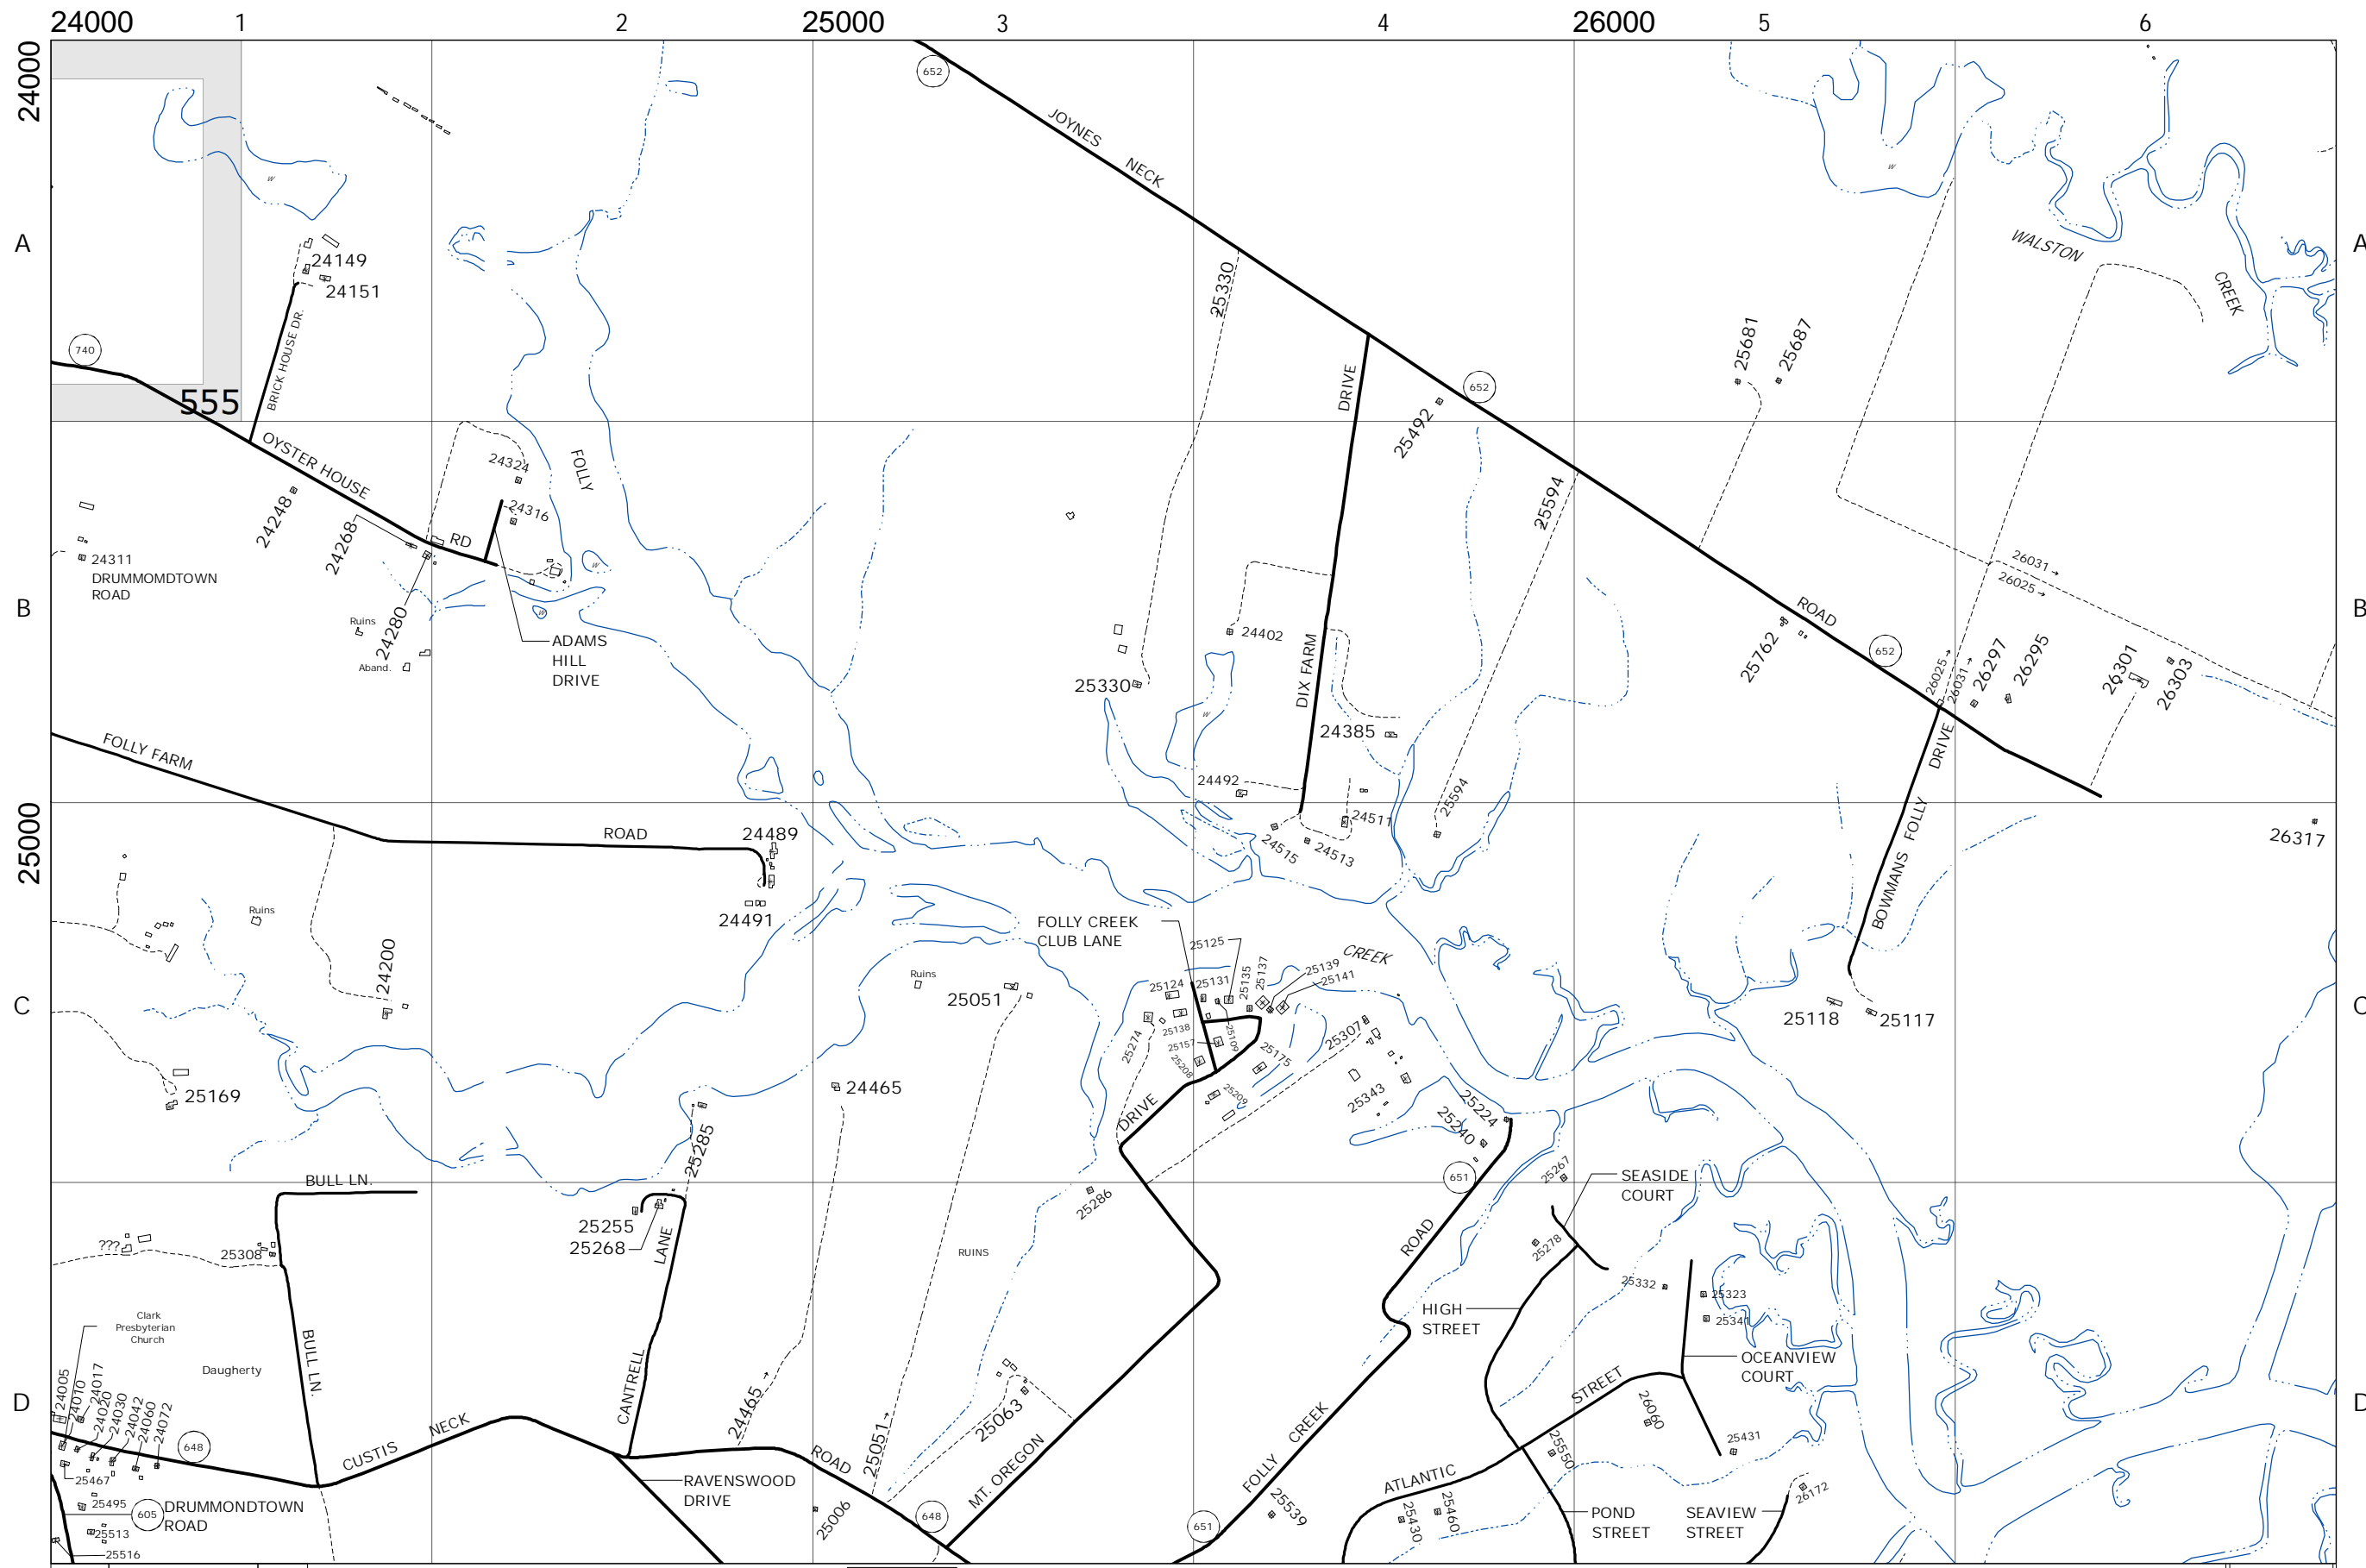 24000 1 2 25000 3 4 26000 5 6
24000
652
JOYNES
NECK
W
W
A
A
WALSTON
CREEK
24149
24151
25330
BRICK HOUSE DR.
740
555
25681
25687
DRIVE
652
25492
OYSTER HOUSE
RD
24324
FOLLY
24316
24248
24268
25594
24311
DRUMMOMDTOWN
ROAD
26031
26025
W
W
B
B
ROAD
Ruins
24280
Aband.
ADAMS
HILL
DRIVE
24402
25330
DIX FARM
W
25762
652
26025
26031
26297
26295
26301
26303
24385
FOLLY FARM
DRIVE
24492
25594
25000
ROAD
24489
24511
24515
24513
26317
BOWMANS FOLLY
24491
Ruins
FOLLY CREEK
CLUB LANE
25125
CREEK
24200
25135
25137
25139
25141
Ruins
25051
25124
25131
C
C
25138
25274
25157
25109
25208
25175
25307
25118
25117
24465
25169
25209
25343
DRIVE
25224
25240
25285
651
25267
SEASIDE
COURT
BULL LN.
25286
25255
25268
LANE
???
25308
RUINS
ROAD
25278
25332
25323
25341
HIGH
STREET
Clark
Presbyterian
Church
BULL LN.
Daugherty
OCEANVIEW
COURT
D
D
24005
24010
24017
24020
24030
24042
24060
24072
CANTRELL
24465
25063
STREET
26060
648
CUSTIS
NECK
ROAD
25051
MT. OREGON
FOLLY
CREEK
25550
25431
25467
RAVENSWOOD
DRIVE
ATLANTIC
25495
605
DRUMMONDTOWN
ROAD
25006
648
651
25539
25430
25460
POND
STREET
SEAVIEW
STREET
26172
25513
25516